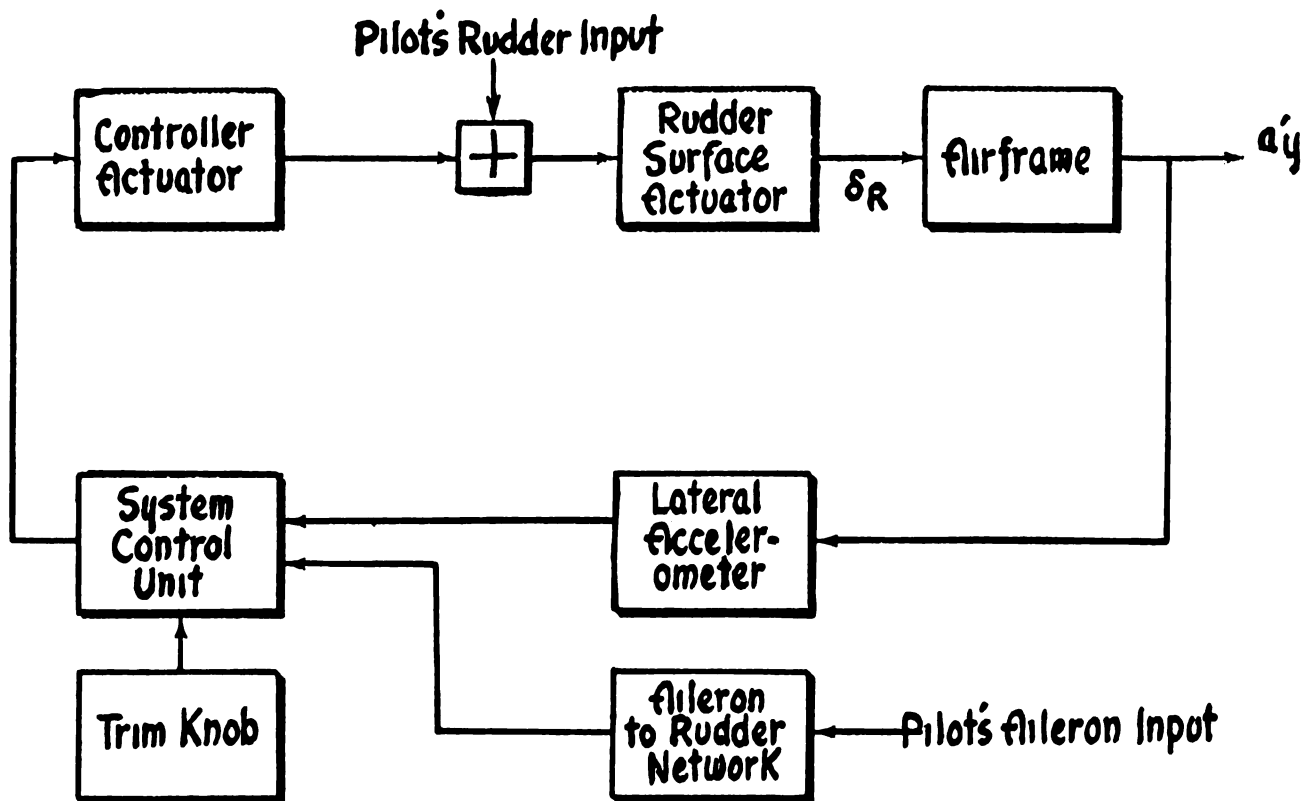 Pilot's Rudder Input
Controller
Actuator
+
Rudder
Surface
Actuator
δR
Airframe
a'y
System
Control
Unit
Lateral
Acceler-
ometer
Trim Knob
Aileron
to Rudder
Network
Pilot's Aileron Input